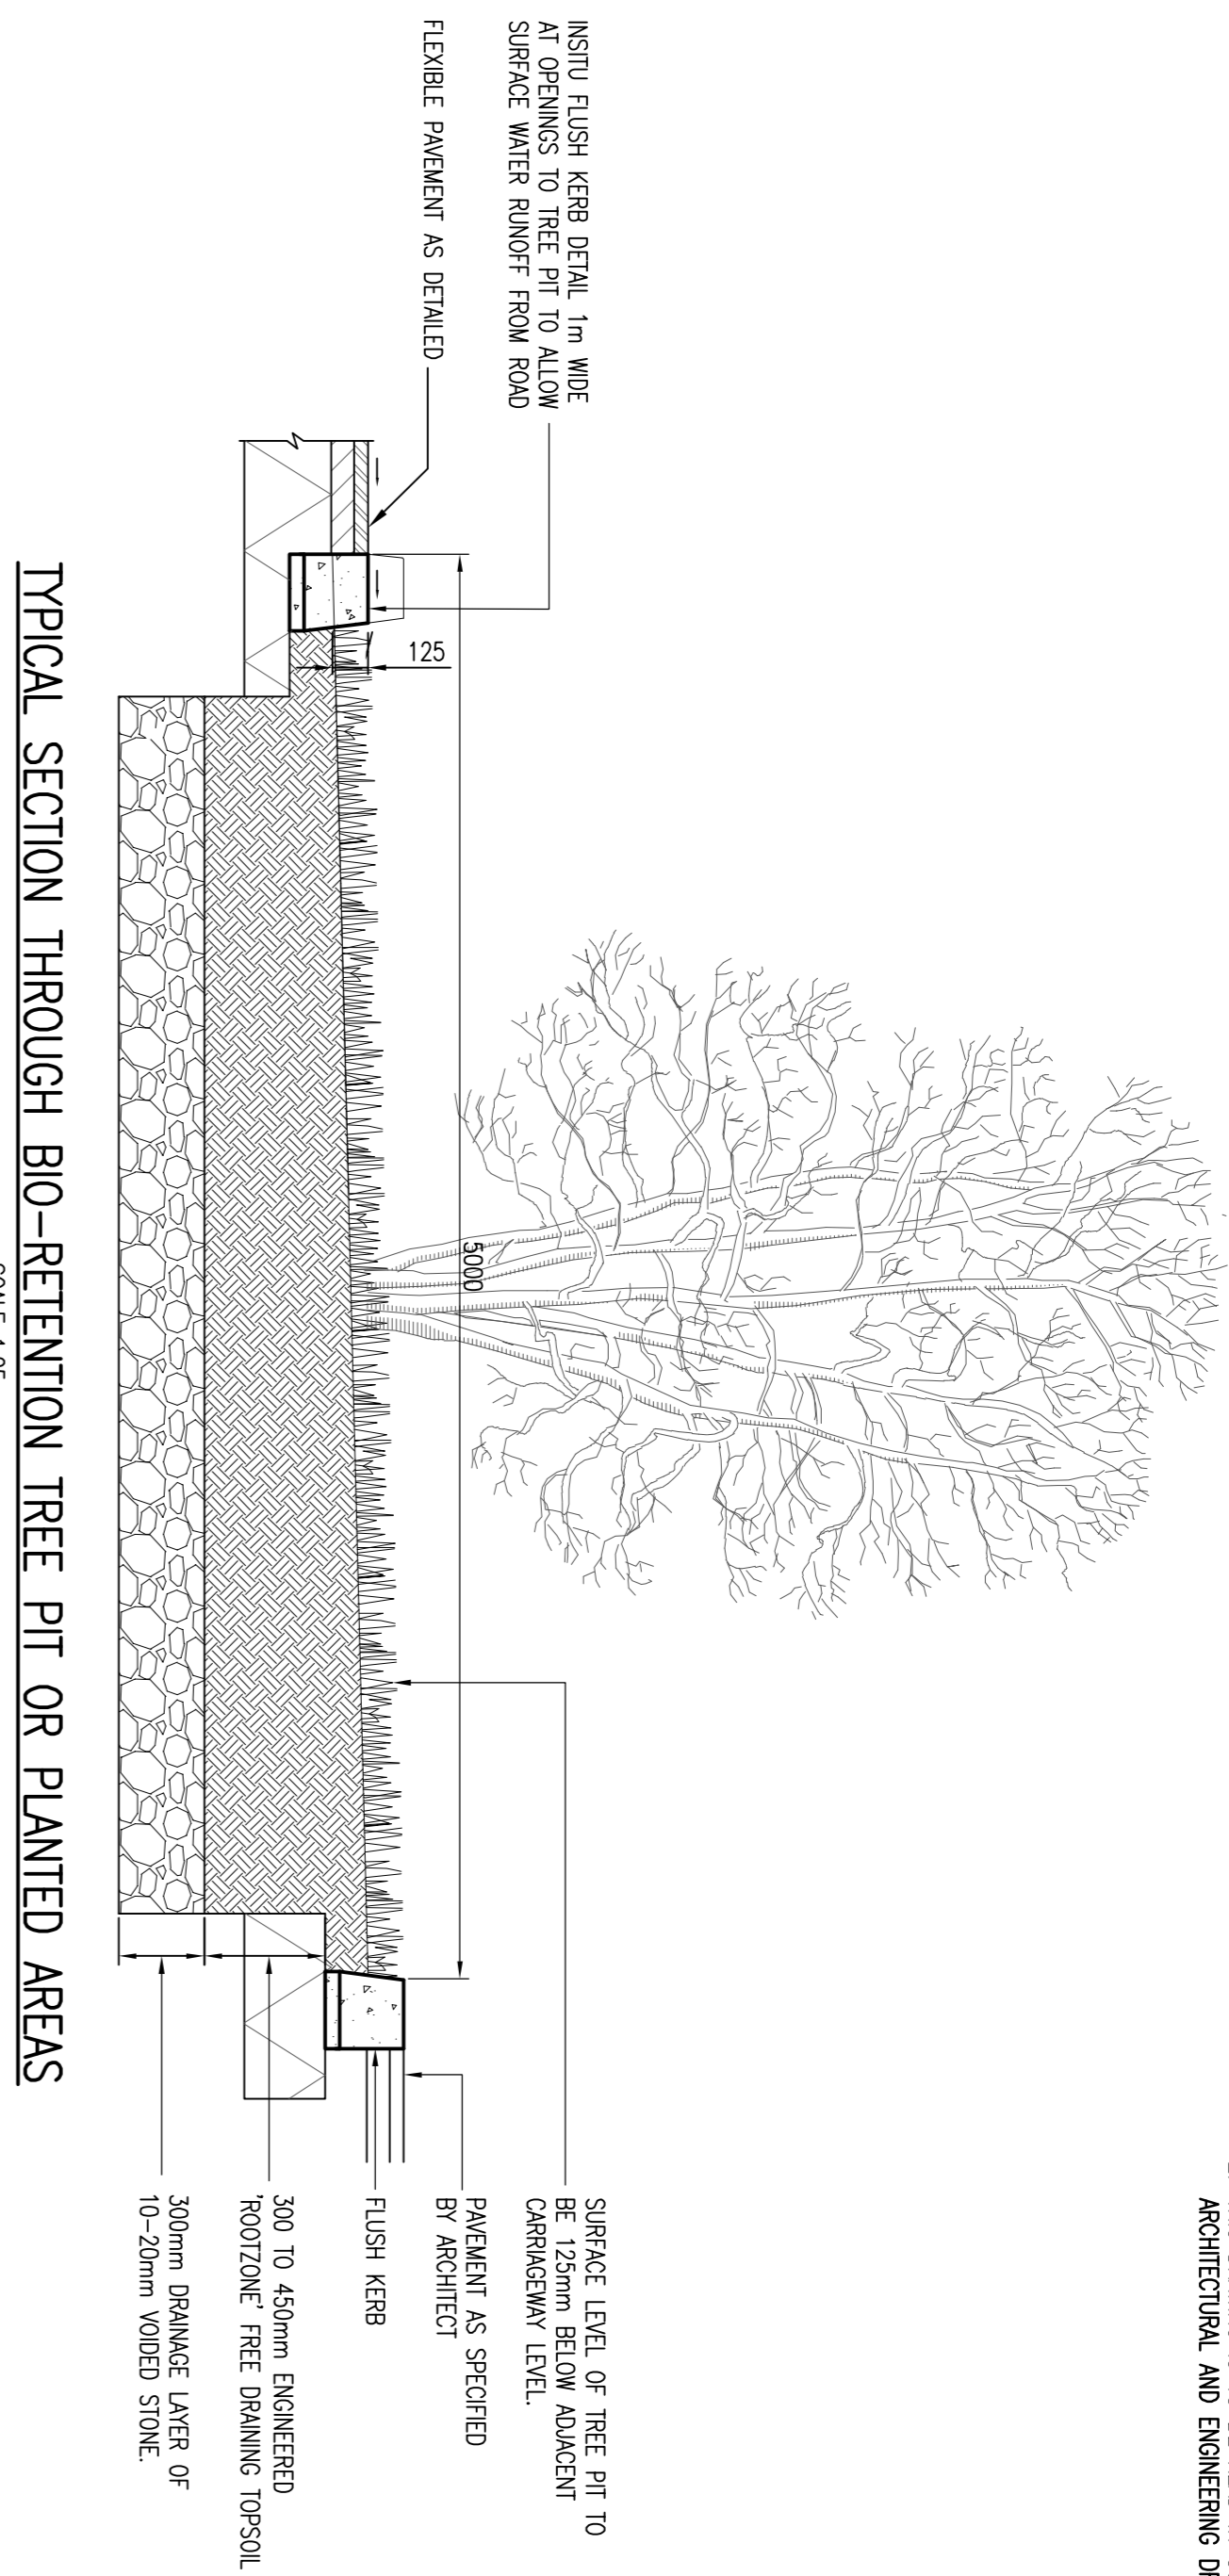 ARCHITECTURAL AND ENGINEERING
INSITU FLUSH KERB DETAIL 1m WIDE
AT OPENINGS TO TREE PIT TO ALLOW
SURFACE WATER RUNOFF FROM ROAD
FLEXIBLE PAVEMENT AS DETAILED
125
5000
SURFACE LEVEL OF TREE PIT TO
BE 125mm BELOW ADJACENT
CARRIAGEWAY LEVEL.
PAVEMENT AS SPECIFIED
BY ARCHITECT
FLUSH KERB
300 TO 450mm ENGINEERED
'ROOTZONE' FREE DRAINING TOPSOIL
300mm DRAINAGE LAYER OF
10-20mm VOIDED STONE.
TYPICAL SECTION THROUGH BIO-RETENTION TREE PIT OR PLANTED AREAS